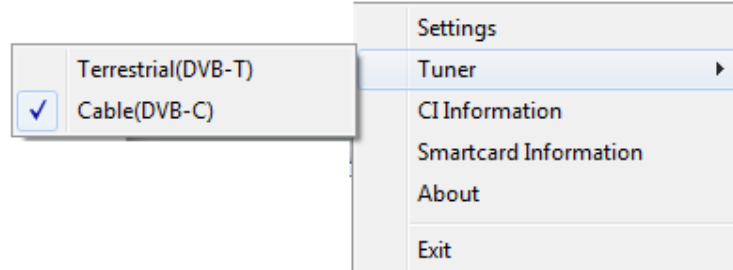 Settings
Tuner
Terrestrial(DVB-T)
Cable(DVB-C)
CI Information
Smartcard Information
About
Exit